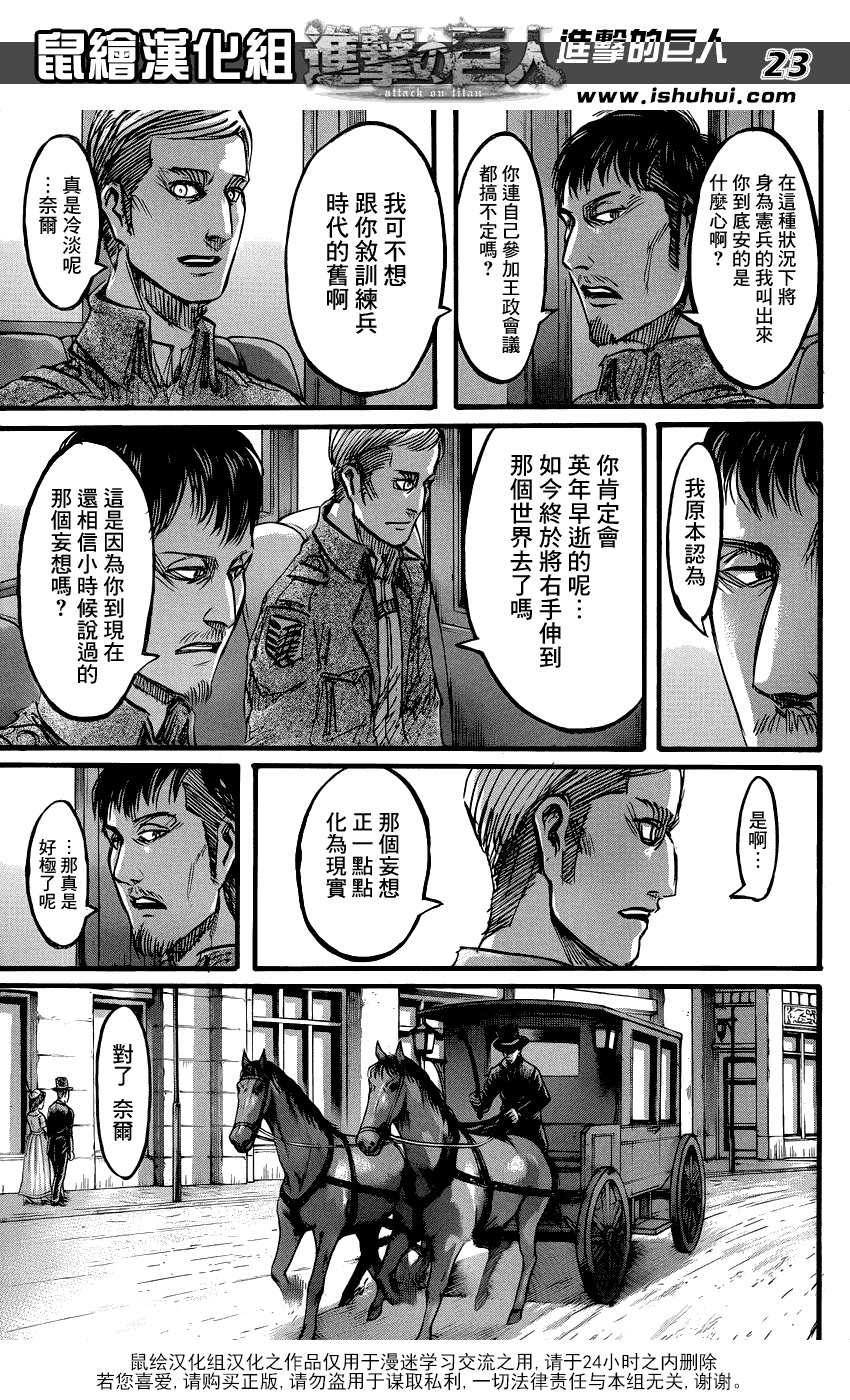 鼠繪漢化組
進撃の巨人
attack on titan
進擊的巨人
23
www.ishuhui.com
在這種狀況下將
身為憲兵的我叫出來
你到底安的是
什麼心啊?
你連自己參加王政會議
都搞不定嗎?
我可不想
跟你敘訓練兵
時代的舊啊
真是冷淡呢
…奈爾
我原本認為
你肯定會
英年早逝的呢…
如今終於將右手伸到
那個世界去了嗎
這是因為你到現在
還相信小時候說過的
那個妄想嗎?
是啊…
那個妄想
正一點點
化為現實
…那真是
好極了呢
對了 奈爾
鼠绘汉化组汉化之作品仅用于漫迷学习交流之用, 请于24小时之内删除
若您喜爱, 请购买正版, 请勿盗用于谋取私利, 一切法律责任与本组无关, 谢谢。